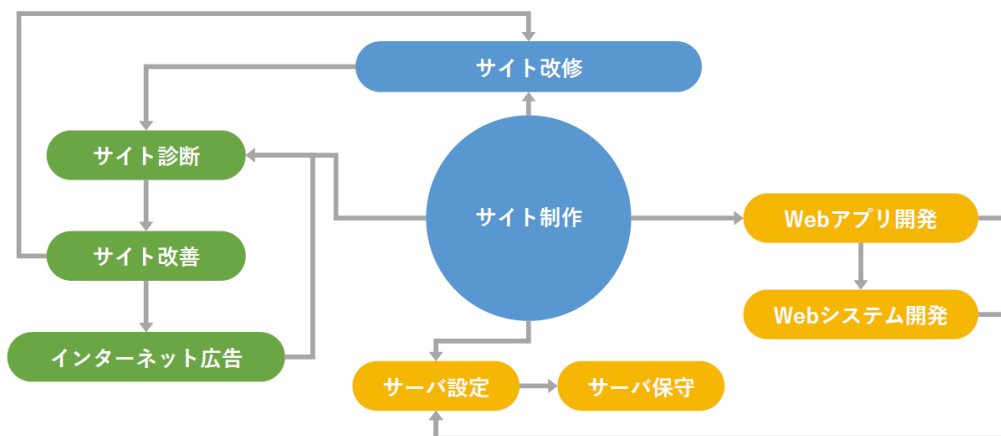 サイト改修
サイト診断
サイト制作
Webアプリ開発
サイト改善
Webシステム開発
インターネット広告
サーバ設定
サーバ保守